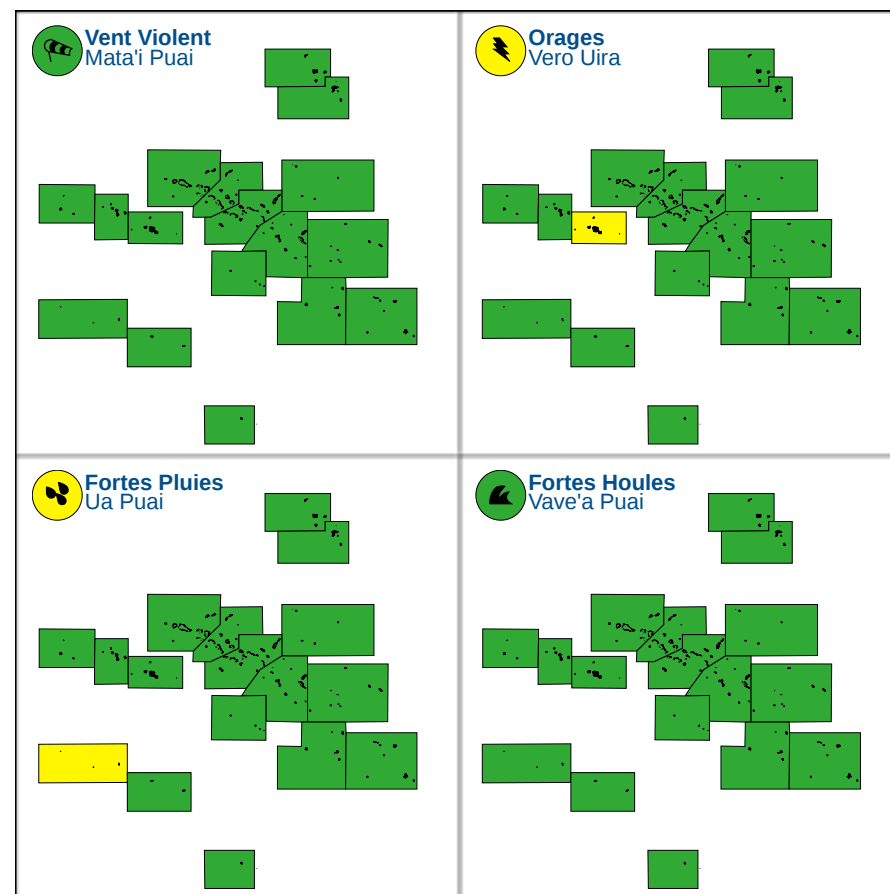 Vent Violent
Mata'i Puai
Orages
Vero Uira
Fortes Pluies
Ua Puai
Fortes Houles
Vave'a Puai